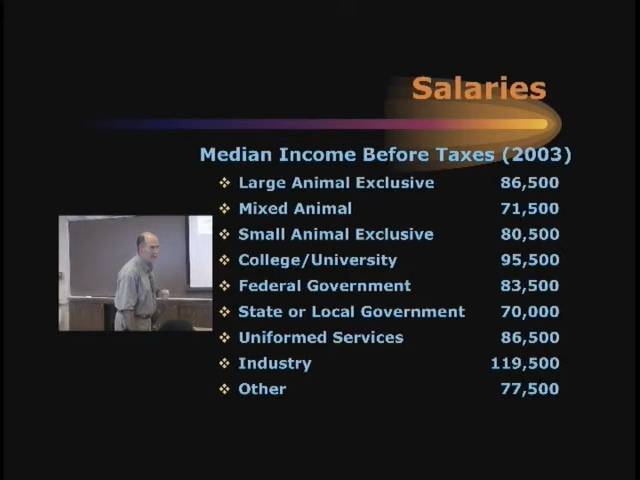 Salaries
Median Income Before Taxes (2003)
Large Animal Exclusive 86,500
Mixed Animal 71,500
Small Animal Exclusive 80,500
College/University 95,500
Federal Government 83,500
State or Local Government 70,000
Uniformed Services 86,500
Industry 119,500
Other 77,500